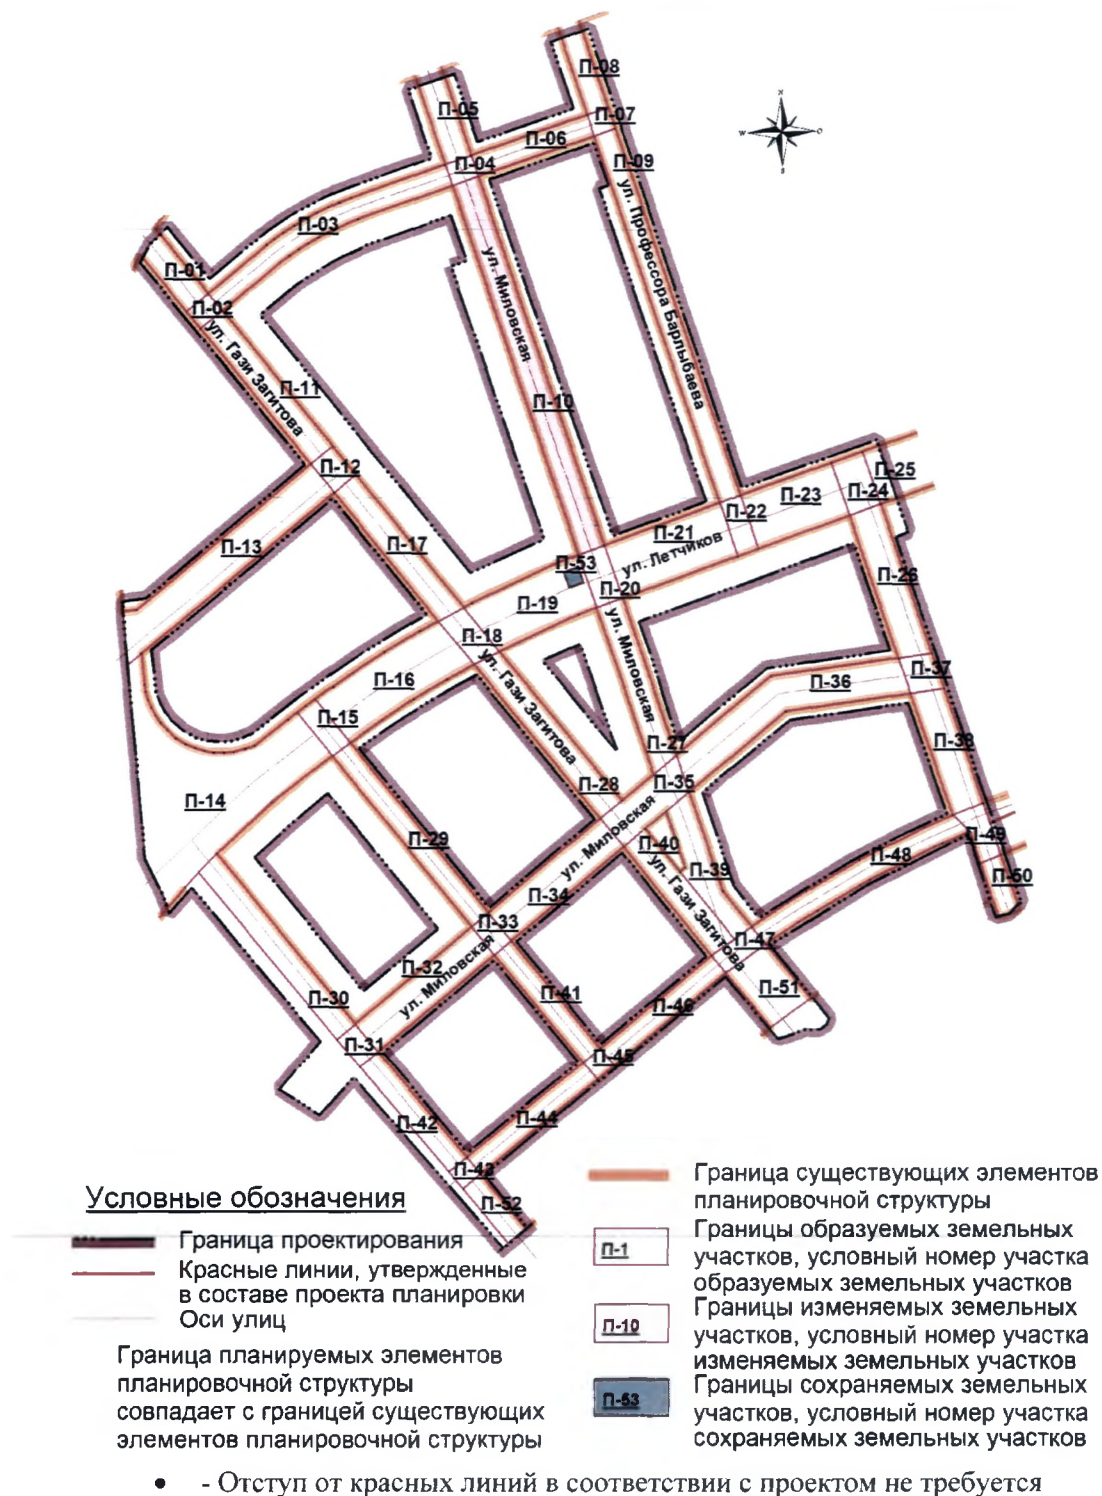 П-08
П-05
П-07
П-06
П-04
П-09
П-03
ул. Профессора Барлыбаева
П-01
ул. Миловская
П-02
ул. Гази Загитова
П-11
П-10
П-12
П-25
П-24
П-23
П-22
П-21
П-13
П-17
ул. Летчиков
П-53
П-26
П-20
П-19
П-18
ул. Миловская
ул. Гази Загитова
П-37
П-36
П-16
П-15
П-27
П-38
П-35
П-28
П-14
ул. Миловская
П-29
П-40
П-49
П-48
П-39
П-50
ул. Гази Загитова
П-34
П-33
П-47
П-32
ул. Миловская
П-41
П-51
П-30
П-46
П-31
П-45
П-42
П-44
П-43
П-52
Условные обозначения
Граница проектирования
Красные линии, утвержденные
в составе проекта планировки
Оси улиц
Граница планируемых элементов
планировочной структуры
совпадает с границей существующих
элементов планировочной структуры
Граница существующих элементов
планировочной структуры
П-1
Границы образуемых земельных
участков, условный номер участка
образуемых земельных участков
П-10
Границы изменяемых земельных
участков, условный номер участка
изменяемых земельных участков
П-53
Границы сохраняемых земельных
участков, условный номер участка
сохраняемых земельных участков
• - Отступ от красных линий в соответствии с проектом не требуется